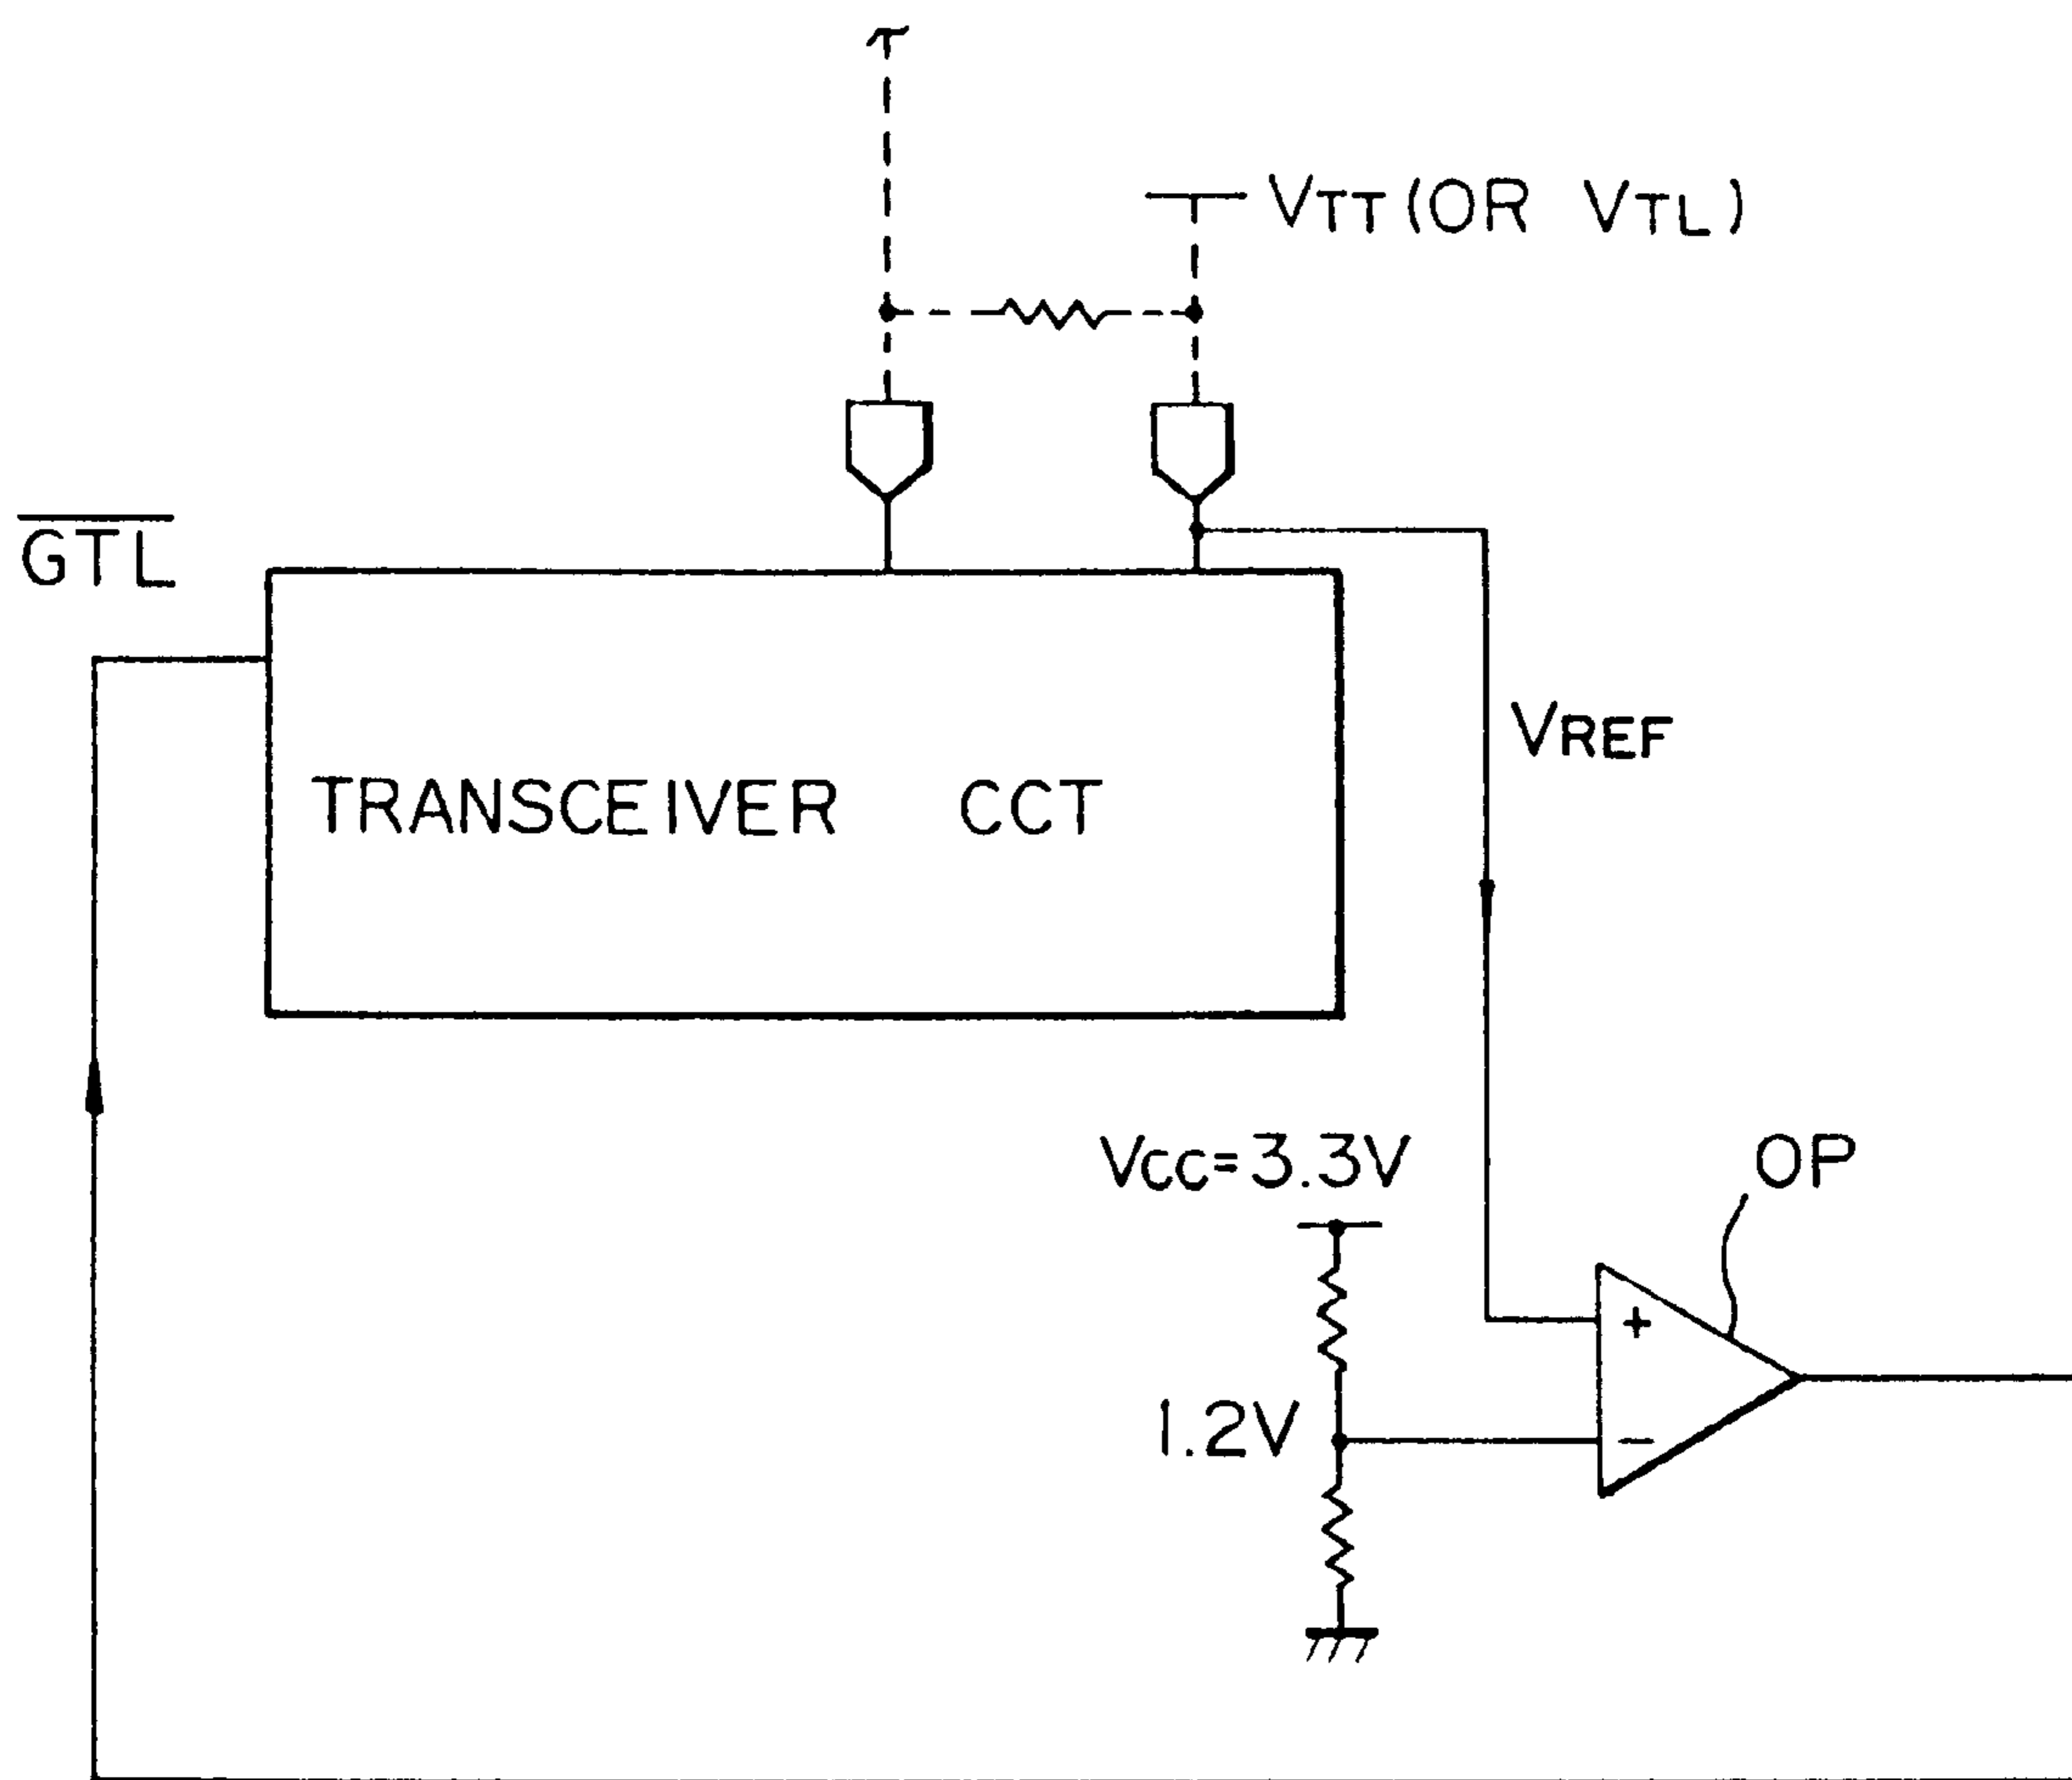 VTT(OR VTL)
GTL
VREF
TRANSCEIVER CCT
VCC=3.3V
OP
+
1.2V
−